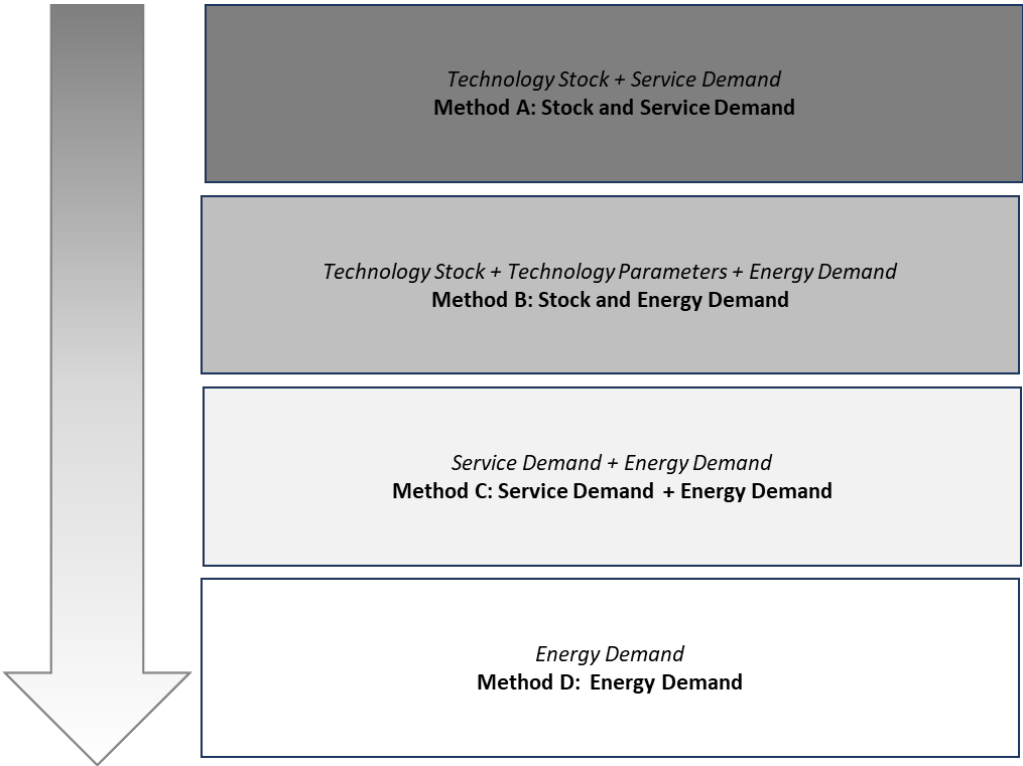 Technology Stock + Service Demand
Method A: Stock and Service Demand
Technology Stock + Technology Parameters + Energy Demand
Method B: Stock and Energy Demand
Service Demand + Energy Demand
Method C: Service Demand + Energy Demand
Energy Demand
Method D: Energy Demand